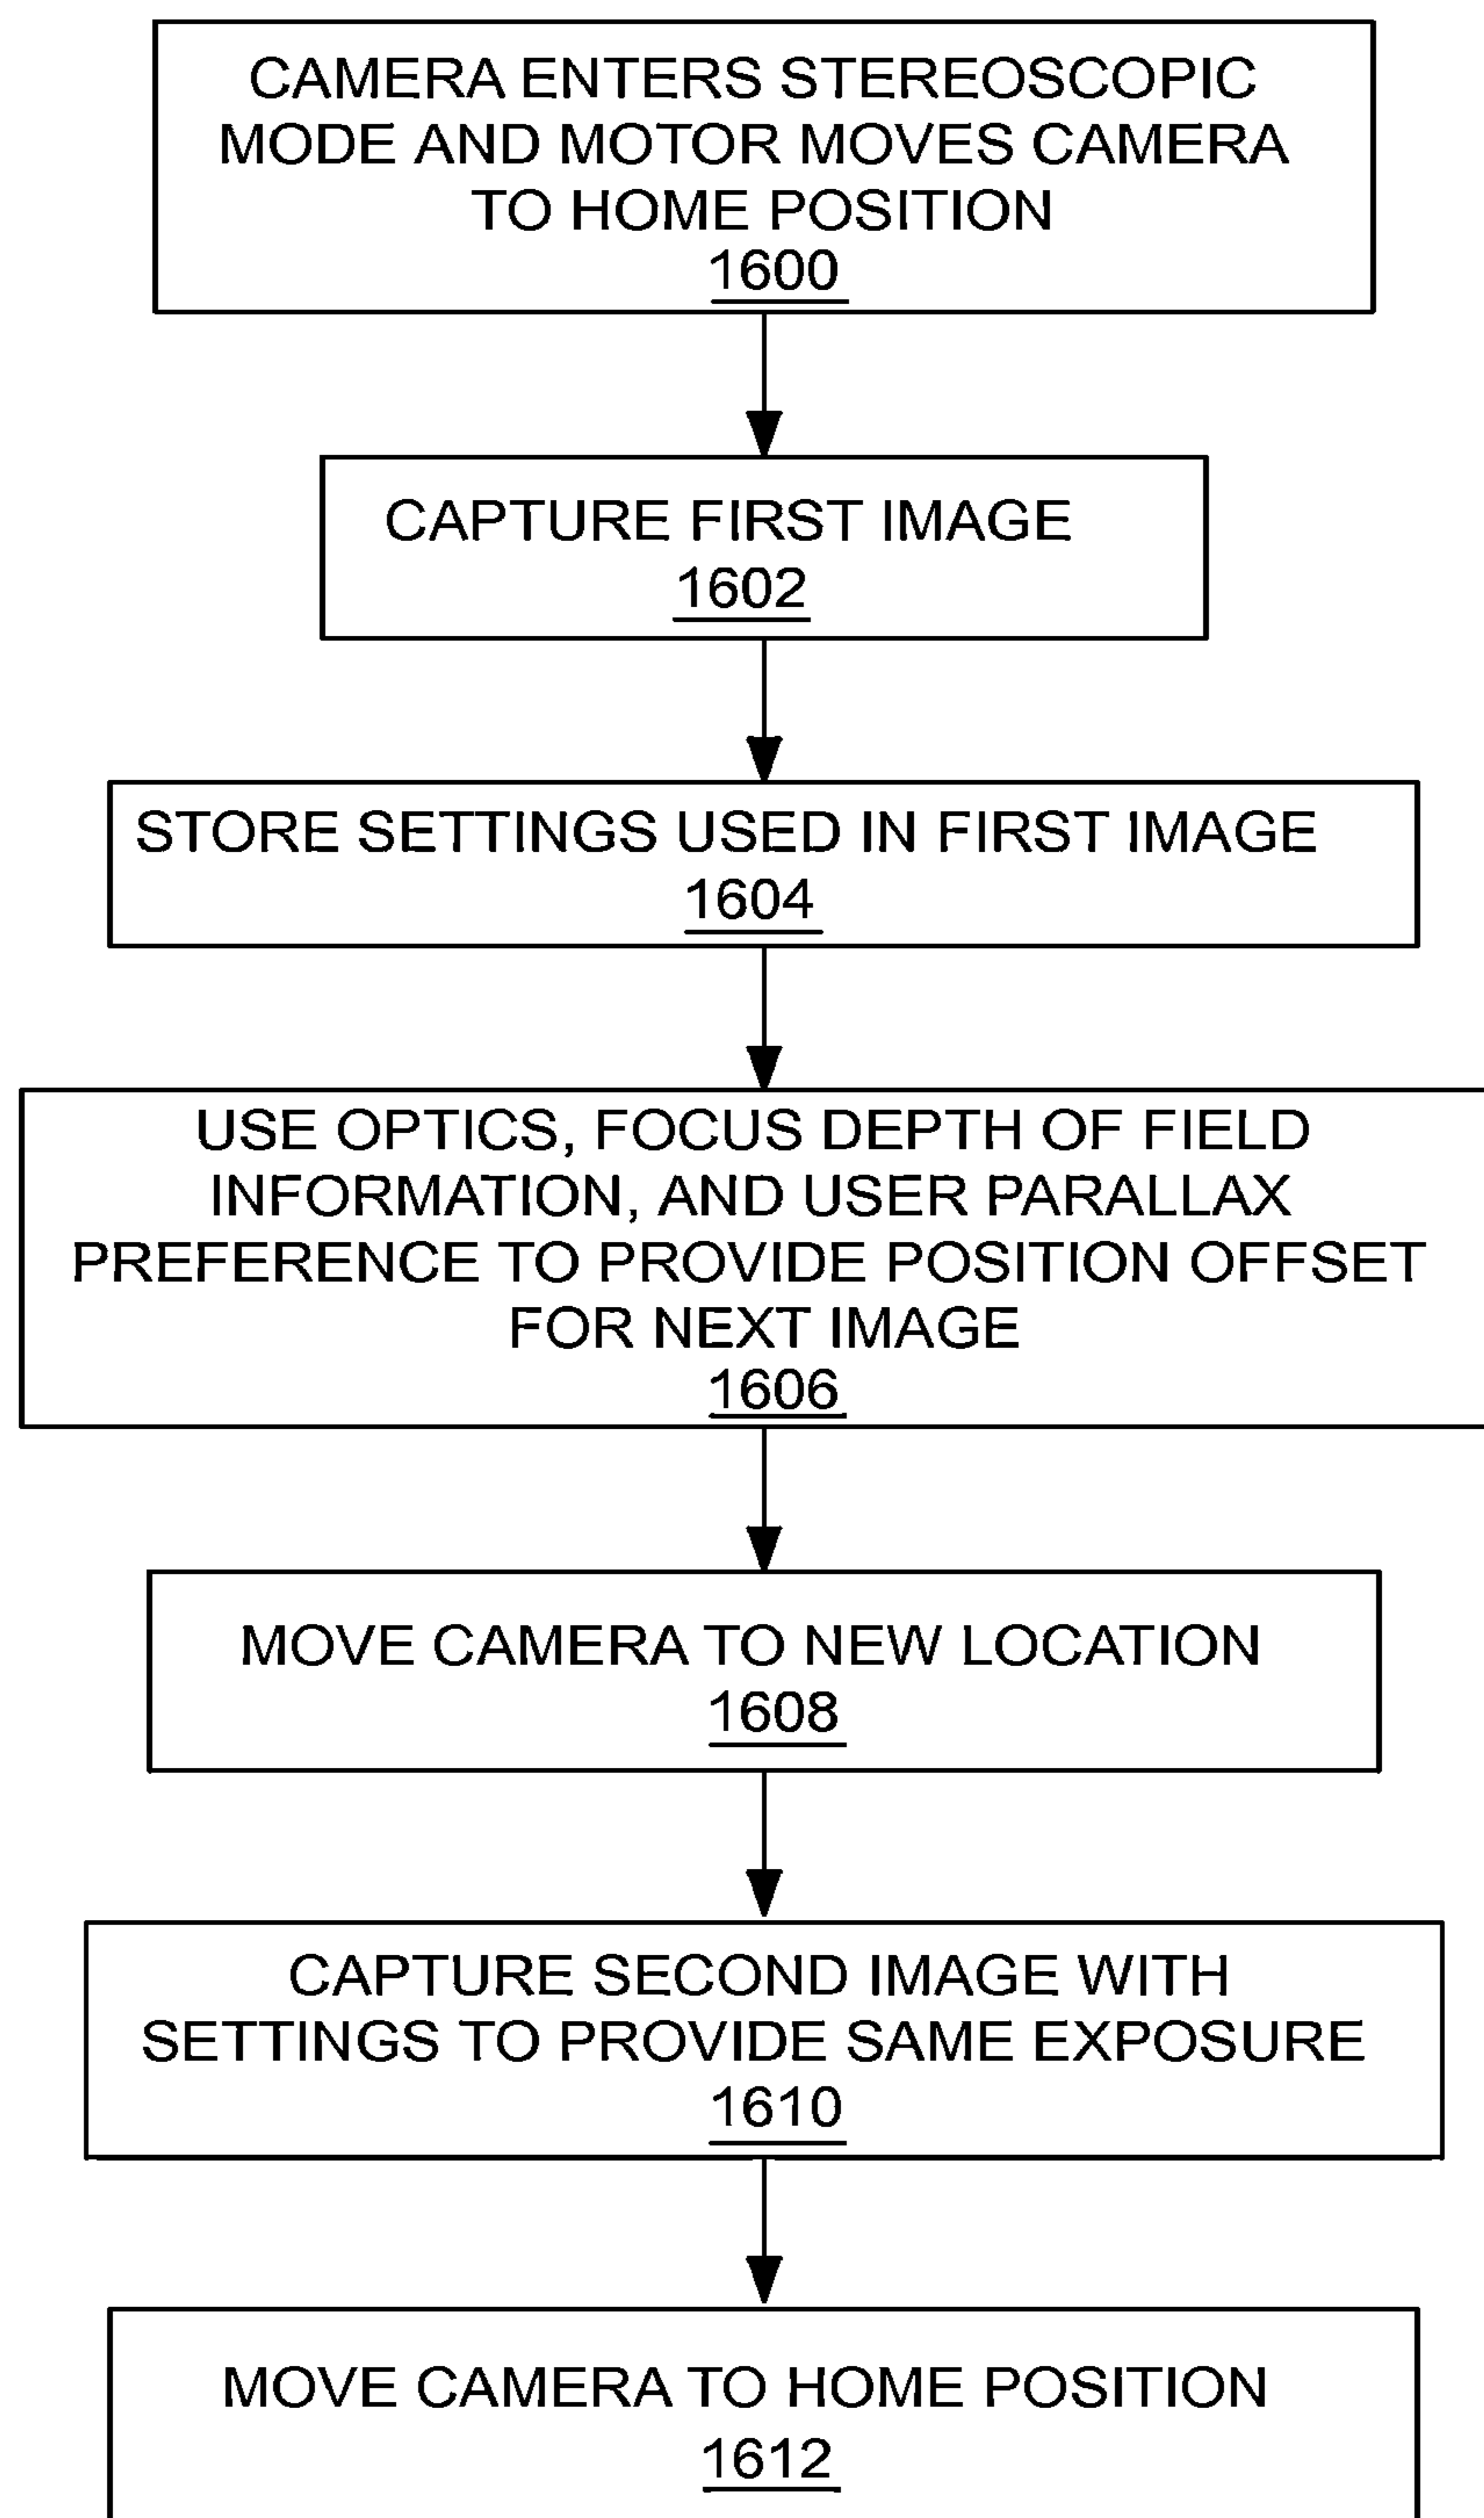 CAMERA ENTERS STEREOSCOPIC
MODE AND MOTOR MOVES CAMERA
TO HOME POSITION
1600
CAPTURE FIRST IMAGE
1602
STORE SETTINGS USED IN FIRST IMAGE
1604
USE OPTICS, FOCUS DEPTH OF FIELD
INFORMATION, AND USER PARALLAX
PREFERENCE TO PROVIDE POSITION OFFSET
FOR NEXT IMAGE
1606
MOVE CAMERA TO NEW LOCATION
1608
CAPTURE SECOND IMAGE WITH
SETTINGS TO PROVIDE SAME EXPOSURE
1610
MOVE CAMERA TO HOME POSITION
1612